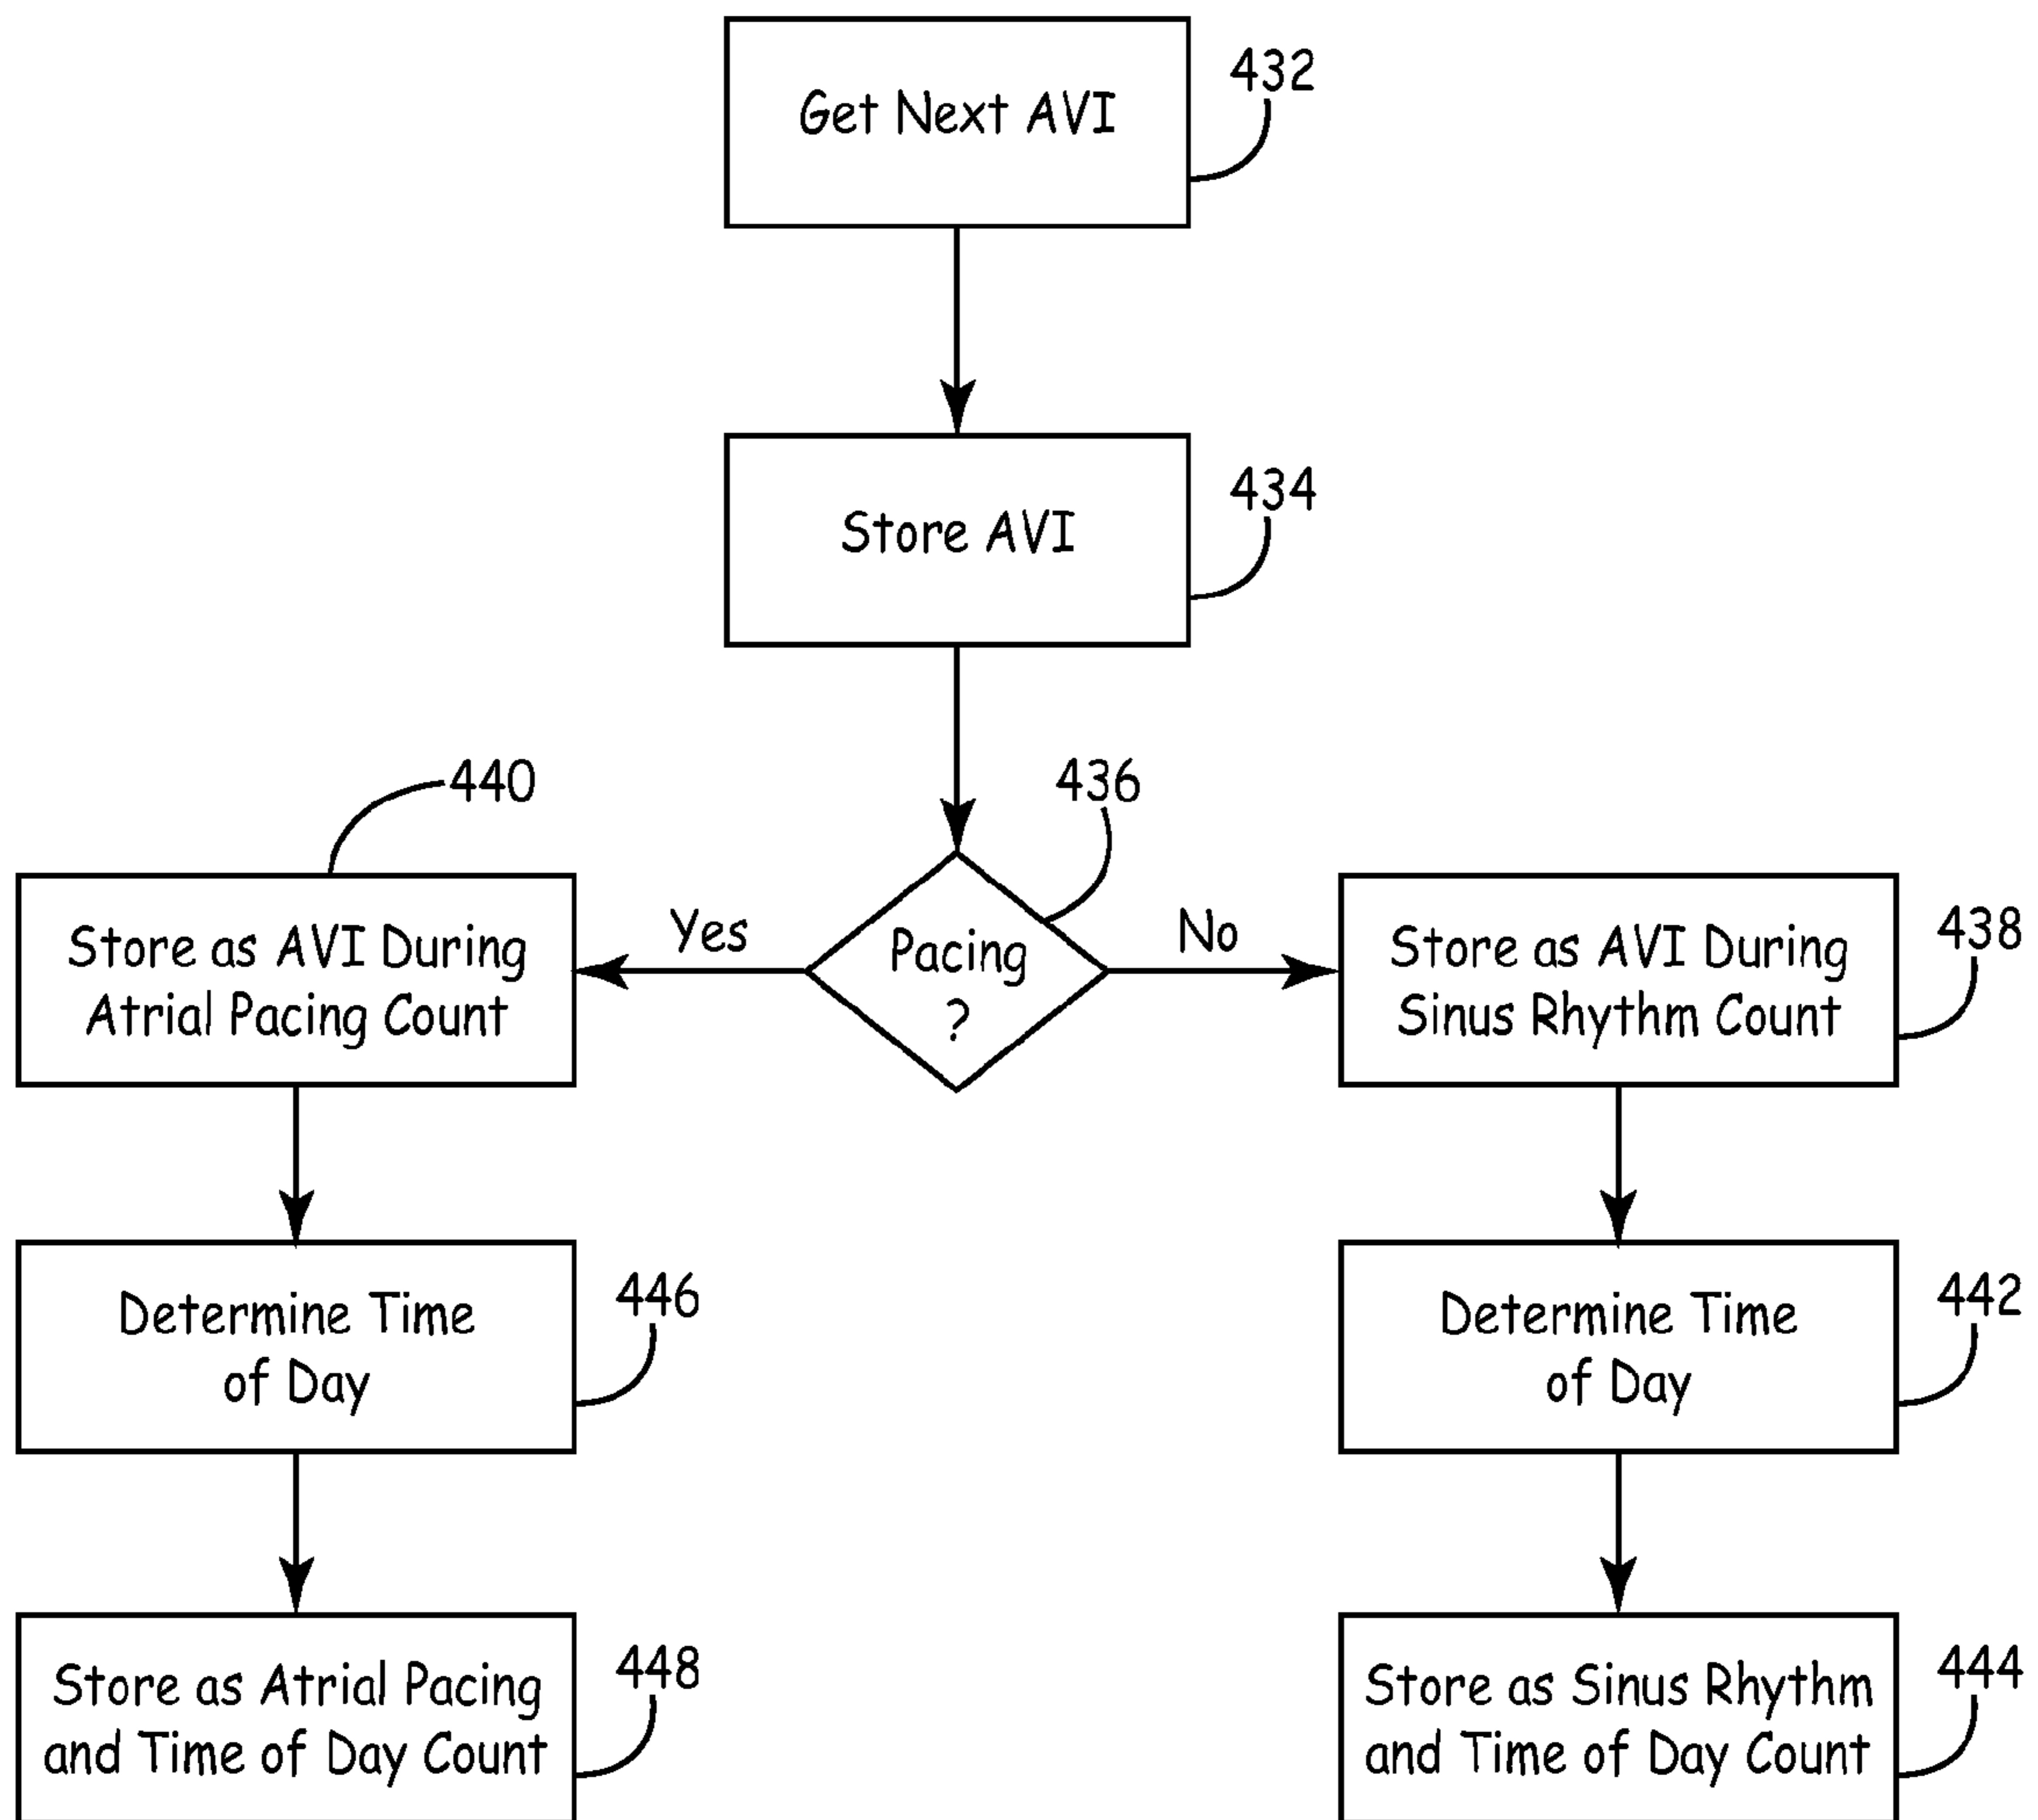 Get Next AVI
432
Store AVI
434
440
436
Store as AVI During
Atrial Pacing Count
Yes
Pacing
?
No
Store as AVI During
Sinus Rhythm Count
438
Determine Time
of Day
446
Determine Time
of Day
442
Store as Atrial Pacing
and Time of Day Count
448
Store as Sinus Rhythm
and Time of Day Count
444